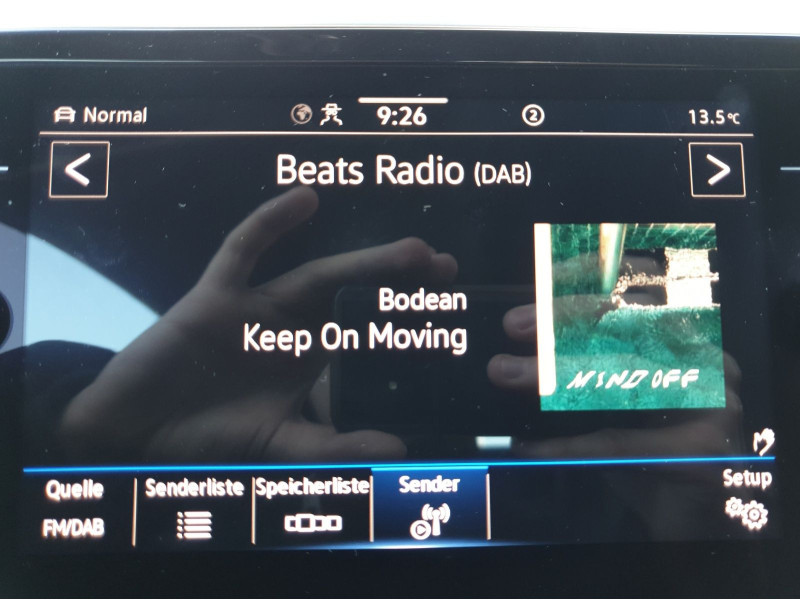 Normal 9:26 2 13.5°C
Beats Radio (DAB)
Bodean
Keep On Moving
MIND OFF
Setup
Quelle Senderliste Speicherliste Sender
FM/DAB